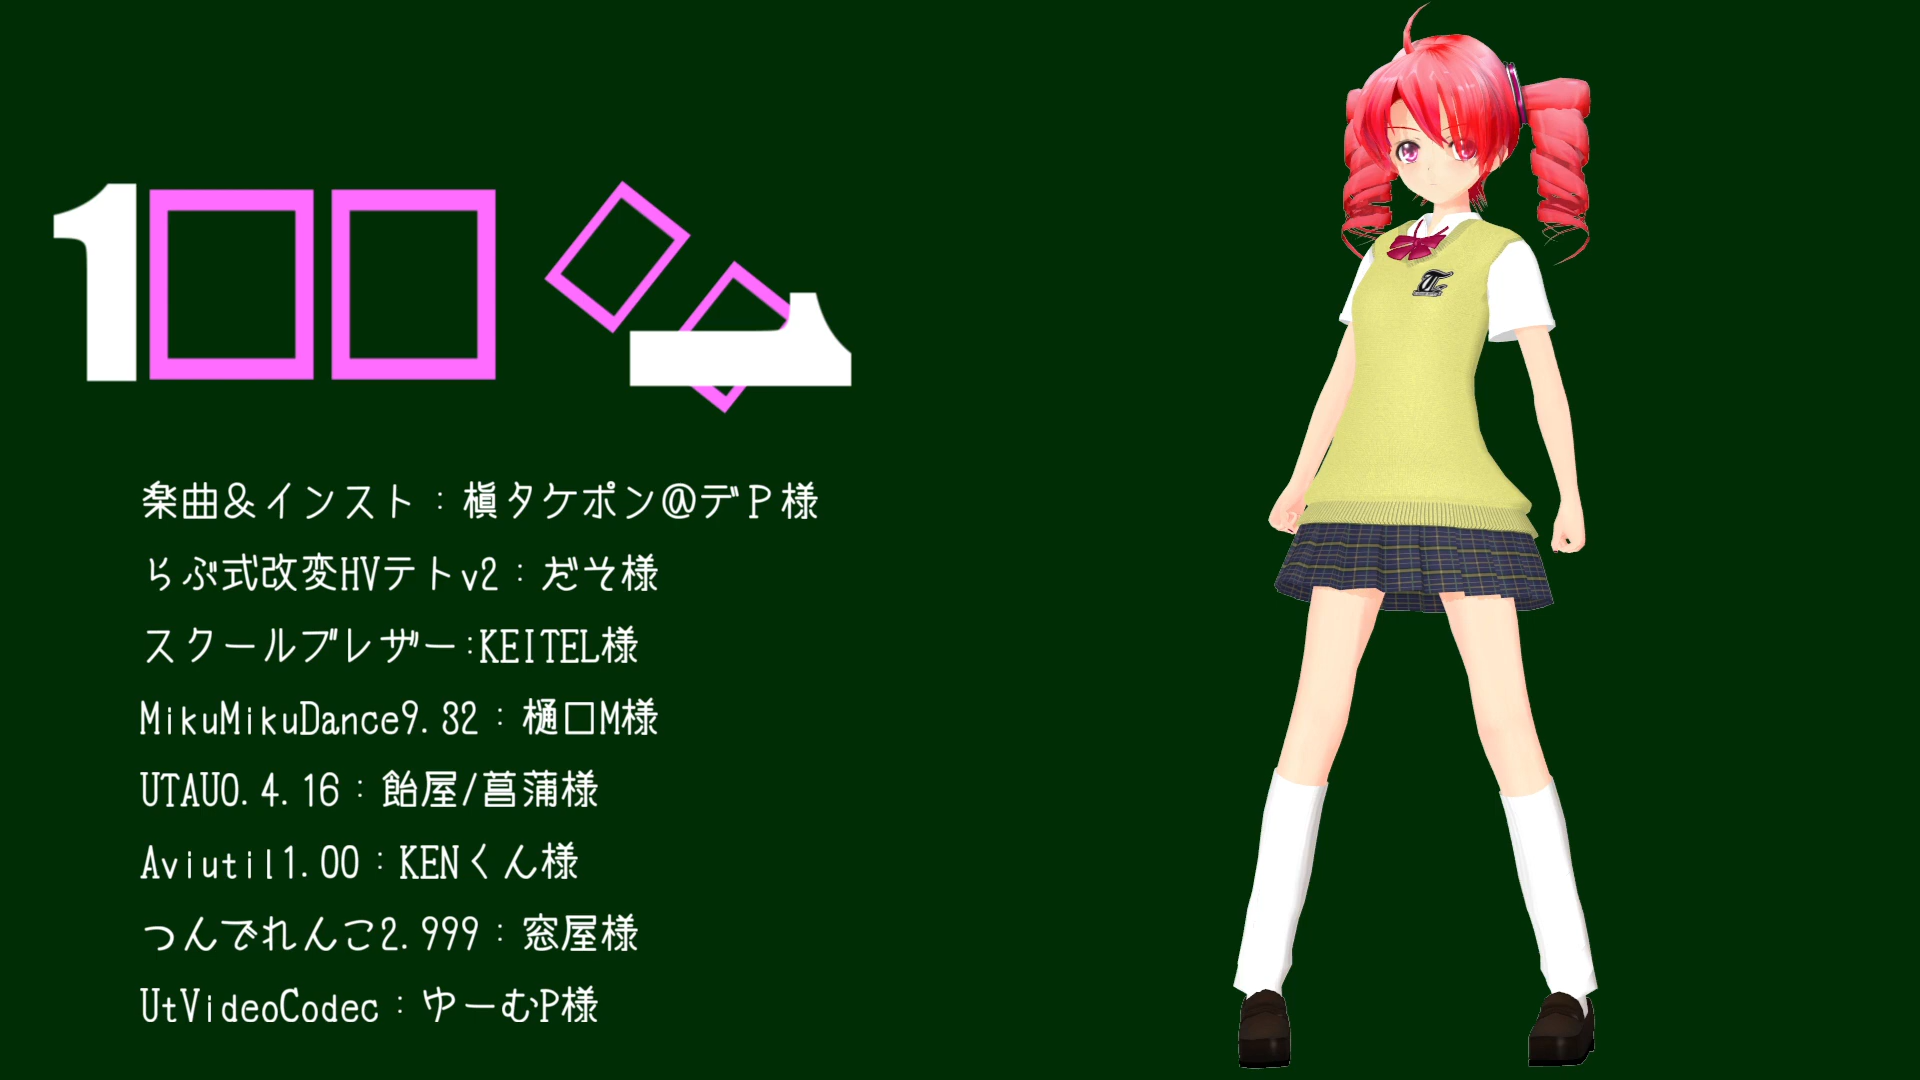 100 001
楽曲＆インスト：槇タケポン@デP様
らぶ式改変HVテトv2：だそ様
スクールブレザー:KEITEL様
MikuMikuDance9.32：樋口M様
UTAU0.4.16：飴屋/菖蒲様
Aviutil1.00：KENくん様
つんでれんこ2.999：窓屋様
UtVideoCodec：ゆーむP様